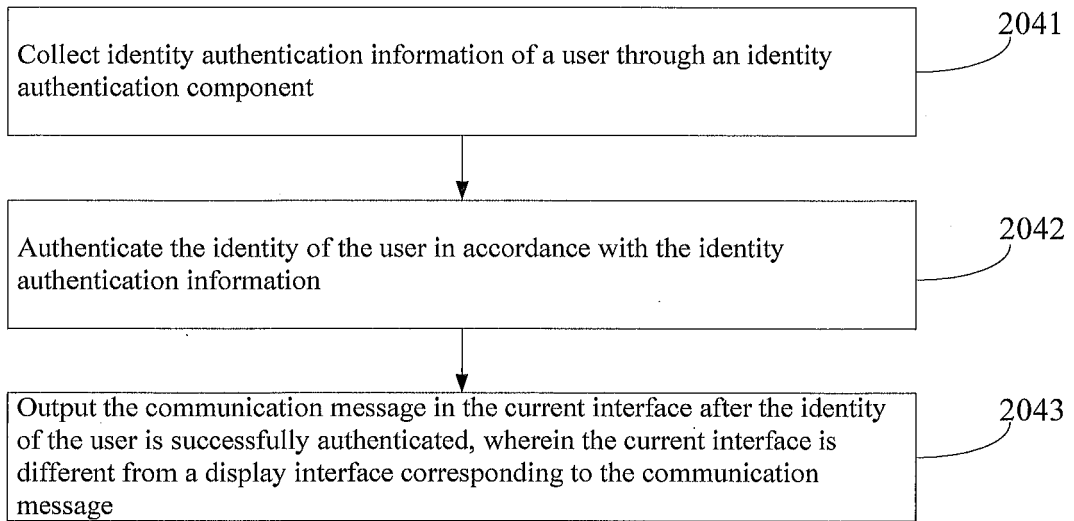 2041
Collect identity authentication information of a user through an identity
authentication component
2042
Authenticate the identity of the user in accordance with the identity
authentication information
2043
Output the communication message in the current interface after the identity
of the user is successfully authenticated, wherein the current interface is
different from a display interface corresponding to the communication
message